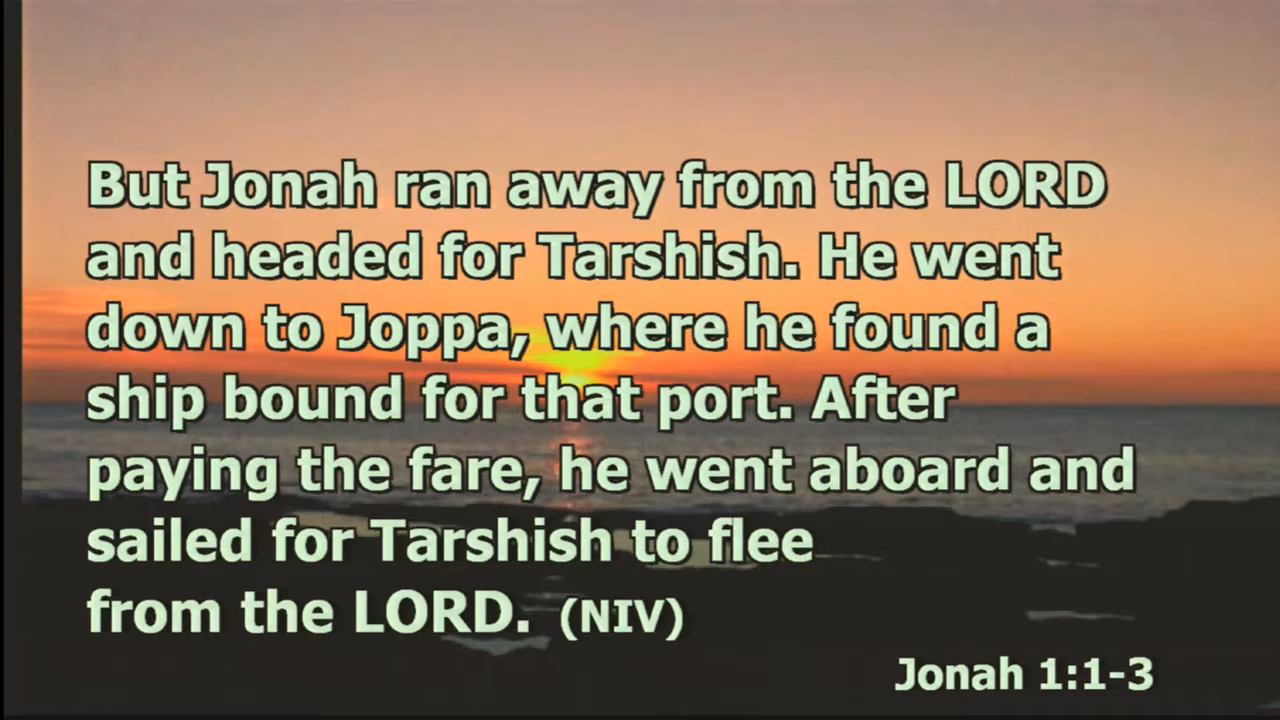 But Jonah ran away from the LORD
and headed for Tarshish. He went
down to Joppa, where he found a
ship bound for that port. After
paying the fare, he went aboard and
sailed for Tarshish to flee
from the LORD. (NIV)
Jonah 1:1-3